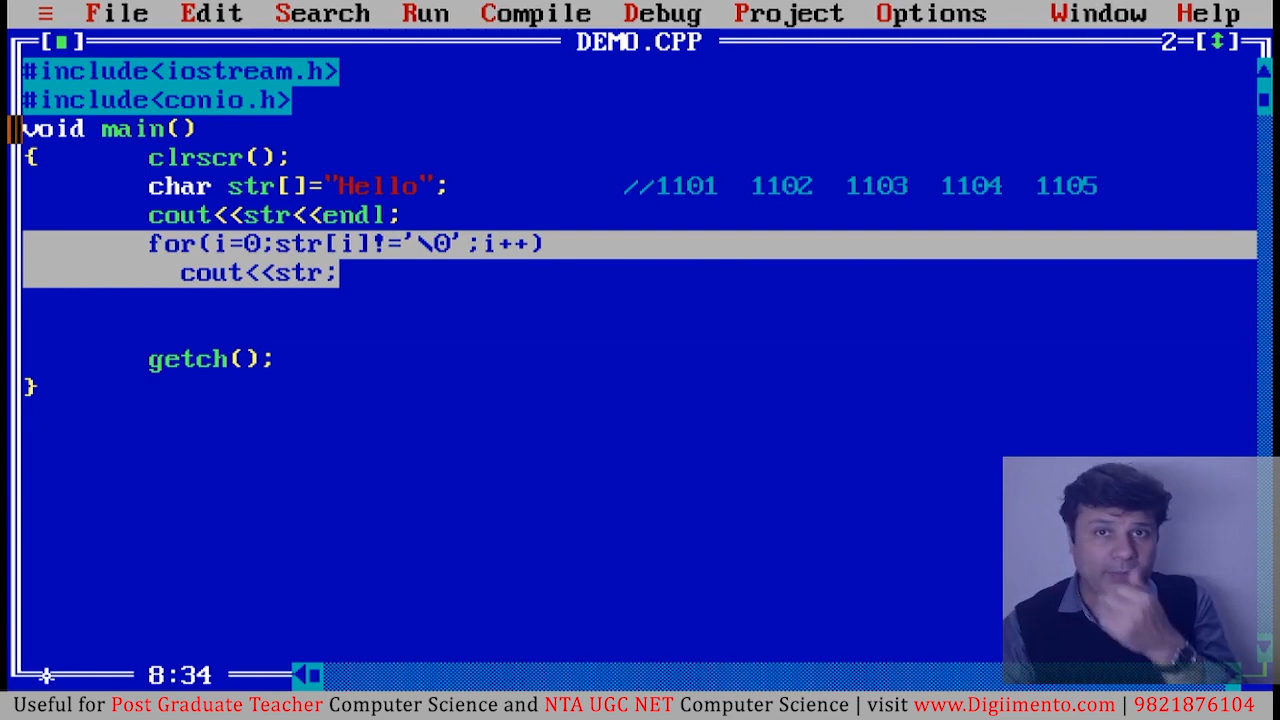 ≡ File Edit Search Run Compile Debug Project Options Window Help
[■] DEMO.CPP 2=[↕]
#include<iostream.h>
#include<conio.h>
void main()
{ clrscr();
char str[]="Hello"; //1101 1102 1103 1104 1105
cout<<str<<endl;
for(i=0;str[i]!='\0';i++)
cout<<str;
getch();
}
8:34
Useful for Post Graduate Teacher Computer Science and NTA UGC NET Computer Science | visit www.Digiimento.com | 9821876104